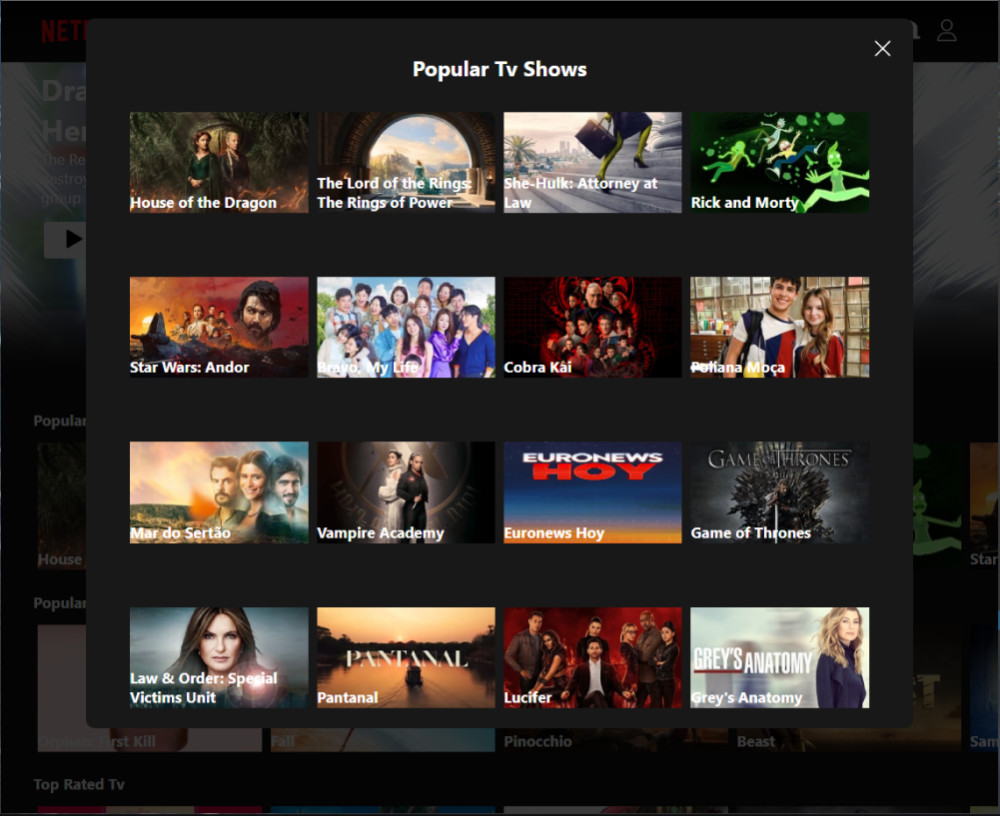 NET
Dra
Her
The Re
destroy
group
Popular Tv Shows
House of the Dragon
The Lord of the Rings:
The Rings of Power
She-Hulk: Attorney at
Law
Rick and Morty
Star Wars: Andor
Bravo, My Life
Cobra Kai
Poliana Moça
Popular
EURONEWS
HOY
GAME OF THRONES
Mar do Sertão
Vampire Academy
Euronews Hoy
Game of Thrones
House
Star
Popular
PANTANAL
GREY'S ANATOMY
Law & Order: Special
Victims Unit
Pantanal
Lucifer
Grey's Anatomy
Orphan: First Kill
Fall
Pinocchio
Beast
Sam
Top Rated Tv